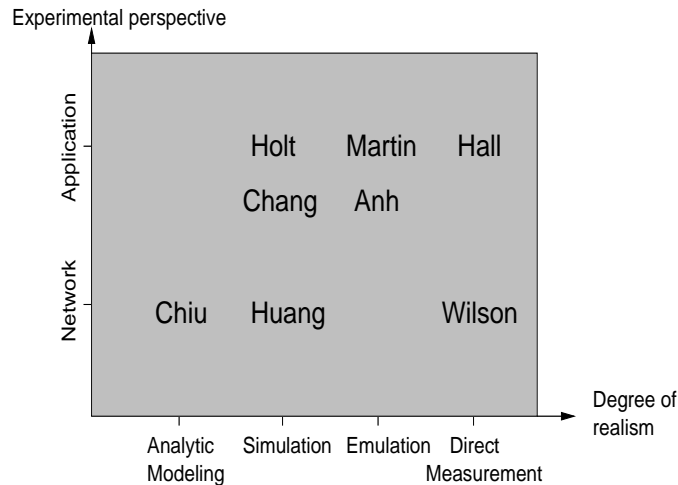 Experimental perspective
Application
Holt Martin Hall
Chang Anh
Network
Chiu Huang Wilson
Degree of
realism
Analytic Simulation Emulation Direct
Modeling Measurement